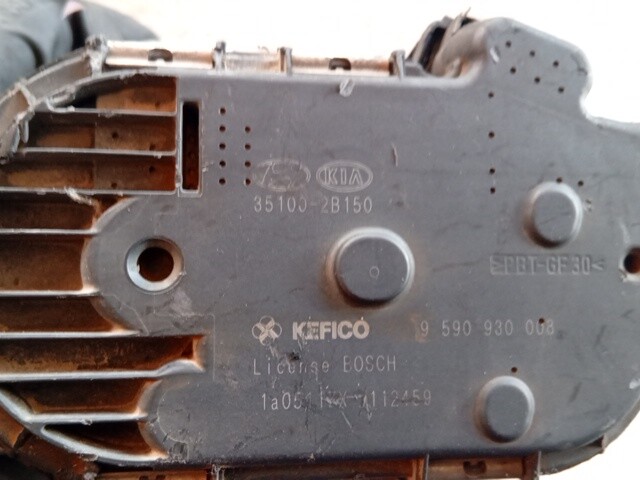 KIA
35100-2B150
>PBT-GF30<
KEFICO 9 590 930 008
License BOSCH